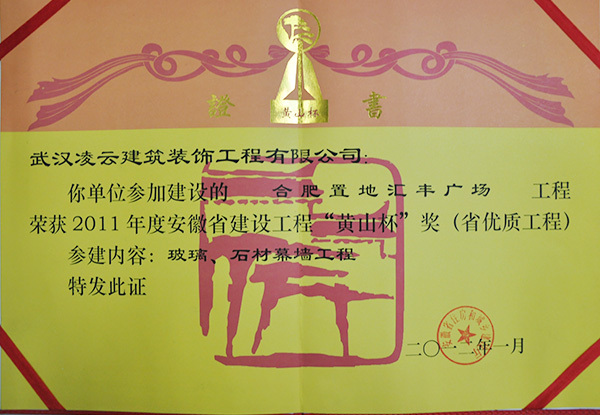 證 書
黄山杯
武汉凌云建筑装饰工程有限公司:
你单位参加建设的 合肥置地汇丰广场 工程
荣获2011年度安徽省建设工程“黄山杯”奖(省优质工程)
参建内容:玻璃、石材幕墙工程
特发此证
二〇一二年一月